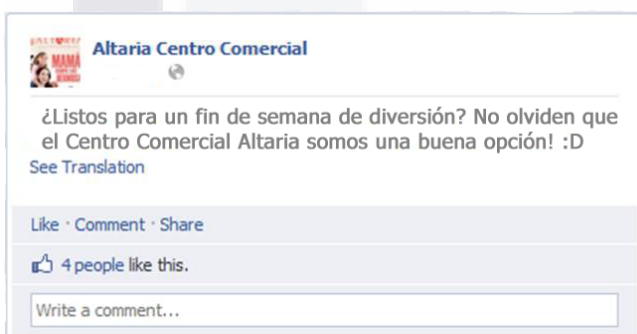 Altaria Centro Comercial
¿Listos para un fin de semana de diversión? No olviden que
el Centro Comercial Altaria somos una buena opción! :D
See Translation
Like · Comment · Share
4 people like this.
Write a comment...